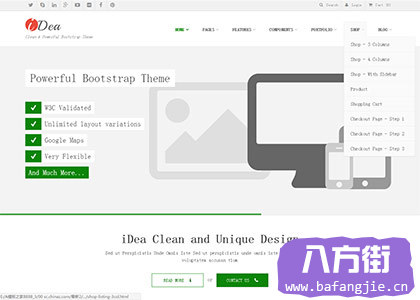 Search
Login
Cart (0)
iDea
Clean & Powerful Bootstrap Theme
HOME
PAGES
FEATURES
COMPONENTS
PORTFOLIO
SHOP
BLOG
Shop - 3 Columns
Shop - 4 Columns
Shop - With Sidebar
Product
Shopping Cart
Checkout Page - Step 1
Checkout Page - Step 2
Checkout Page - Step 3
Powerful Bootstrap Theme
W3C Validated
Unlimited layout variations
Google Maps
Very Flexible
And Much More...
iDea Clean and Unique Design
Sed ut Perspiciatis Unde Omnis Iste Sed ut perspiciatis unde omnis iste
voluptatem accusan tium
READ MORE
or
CONTACT US
八方街
www.bafangjie.cn